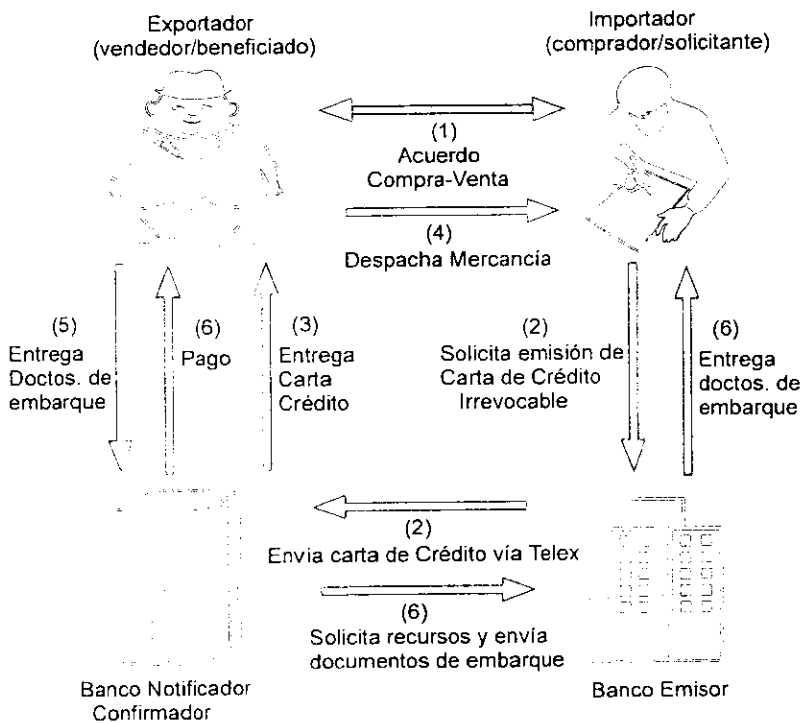 Exportador
(vendedor/beneficiado)
Importador
(comprador/solicitante)
(1)
Acuerdo
Compra-Venta
(4)
Despacha Mercancía
(5)
Entrega
Doctos. de
embarque
(6)
Pago
(3)
Entrega
Carta
Crédito
(2)
Solicita emisión de
Carta de Crédito
Irrevocable
(6)
Entrega
doctos. de
embarque
(2)
Envia carta de Crédito vía Telex
(6)
Solicita recursos y envía
documentos de embarque
Banco Notificador
Confirmador
Banco Emisor